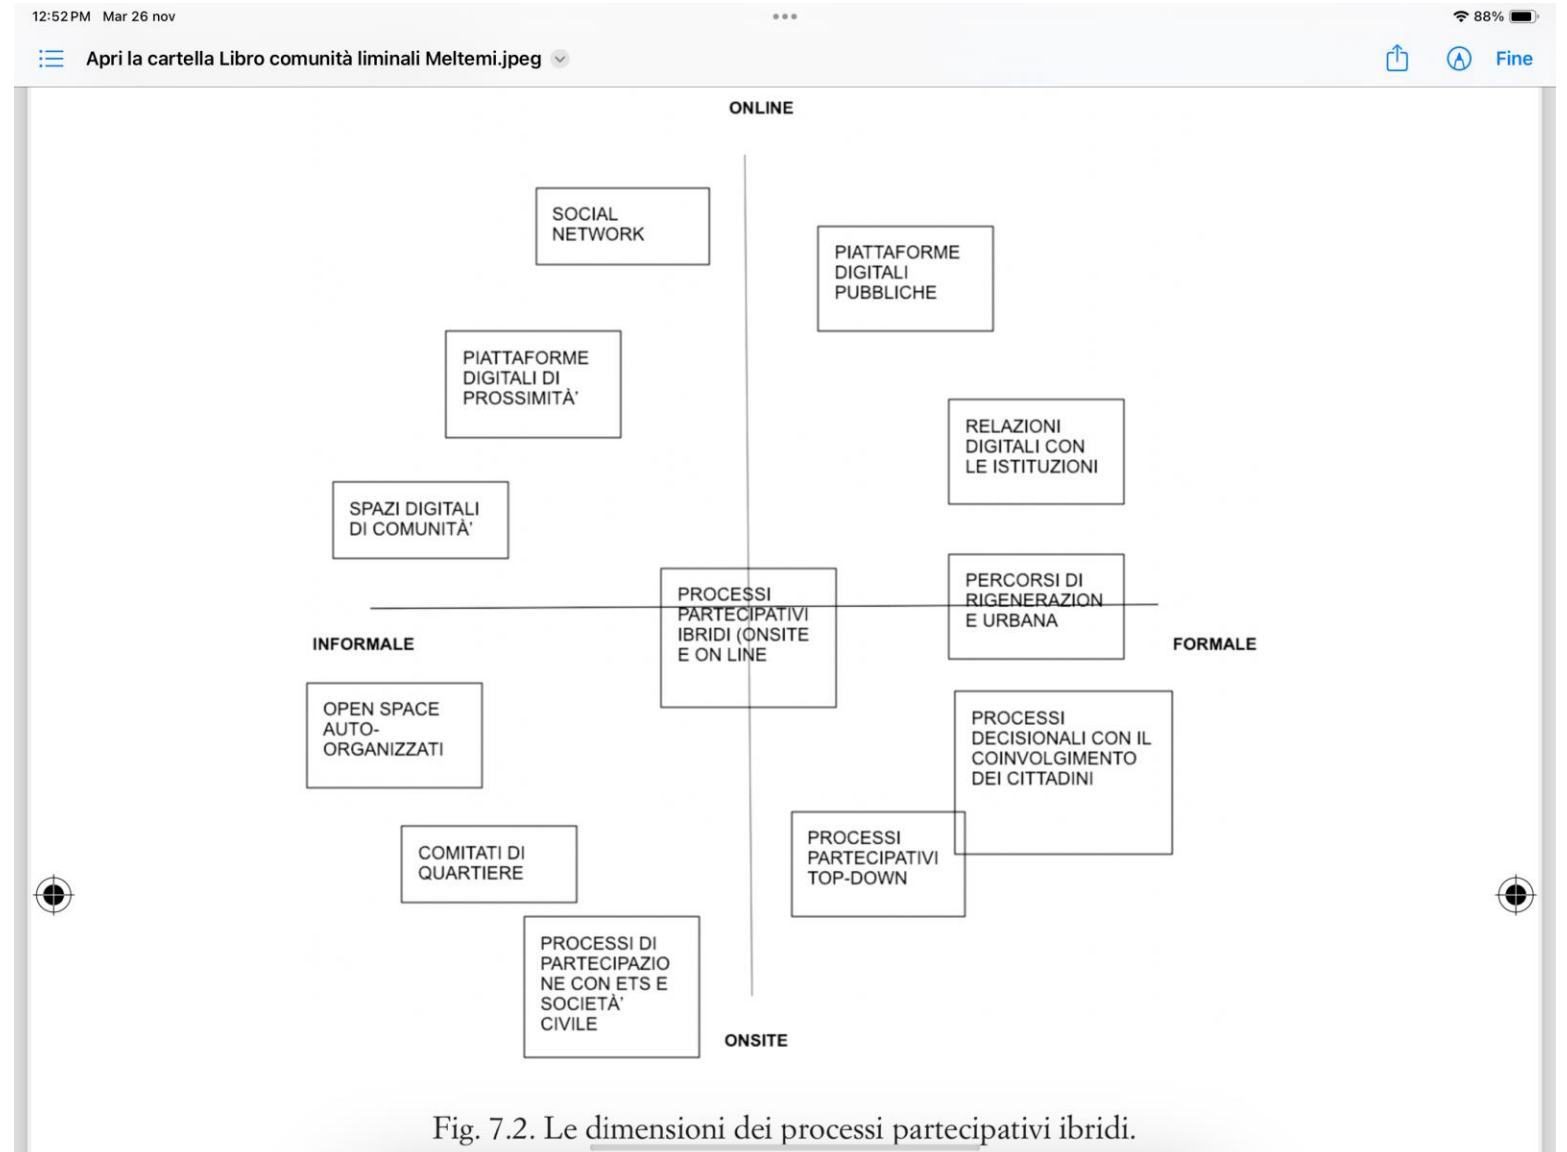 12:52 PM Mar 26 nov
88%
Apri la cartella Libro comunità liminali Meltemi.jpeg
Fine
ONLINE
SOCIAL
NETWORK
PIATTAFORME
DIGITALI
PUBBLICHE
PIATTAFORME
DIGITALI DI
PROSSIMITÀ'
RELAZIONI
DIGITALI CON
LE ISTITUZIONI
SPAZI DIGITALI
DI COMUNITÀ'
PROCESSI
PARTECIPATIVI
IBRIDI (ONSITE
E ON LINE
PERCORSI DI
RIGENERAZION
E URBANA
INFORMALE
FORMALE
OPEN SPACE
AUTO-
ORGANIZZATI
PROCESSI
DECISIONALI CON IL
COINVOLGIMENTO
DEI CITTADINI
COMITATI DI
QUARTIERE
PROCESSI
PARTECIPATIVI
TOP-DOWN
PROCESSI DI
PARTECIPAZIO
NE CON ETS E
SOCIETÀ'
CIVILE
ONSITE
Fig. 7.2. Le dimensioni dei processi partecipativi ibridi.